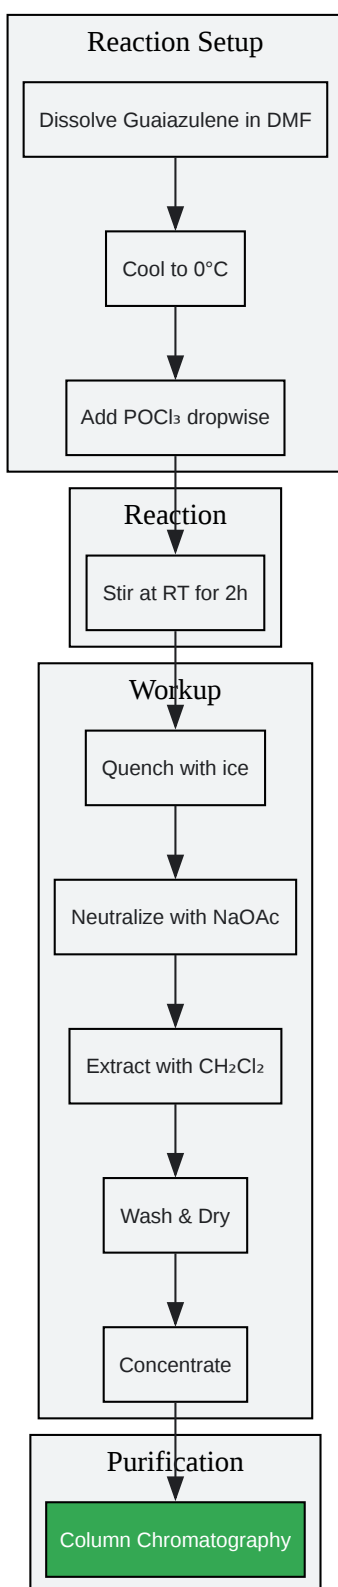 Reaction Setup
Dissolve Guaiazulene in DMF
Cool to 0°C
Add POCl₃ dropwise
Reaction
Stir at RT for 2h
Workup
Quench with ice
Neutralize with NaOAc
Extract with CH₂Cl₂
Wash & Dry
Concentrate
Purification
Column Chromatography